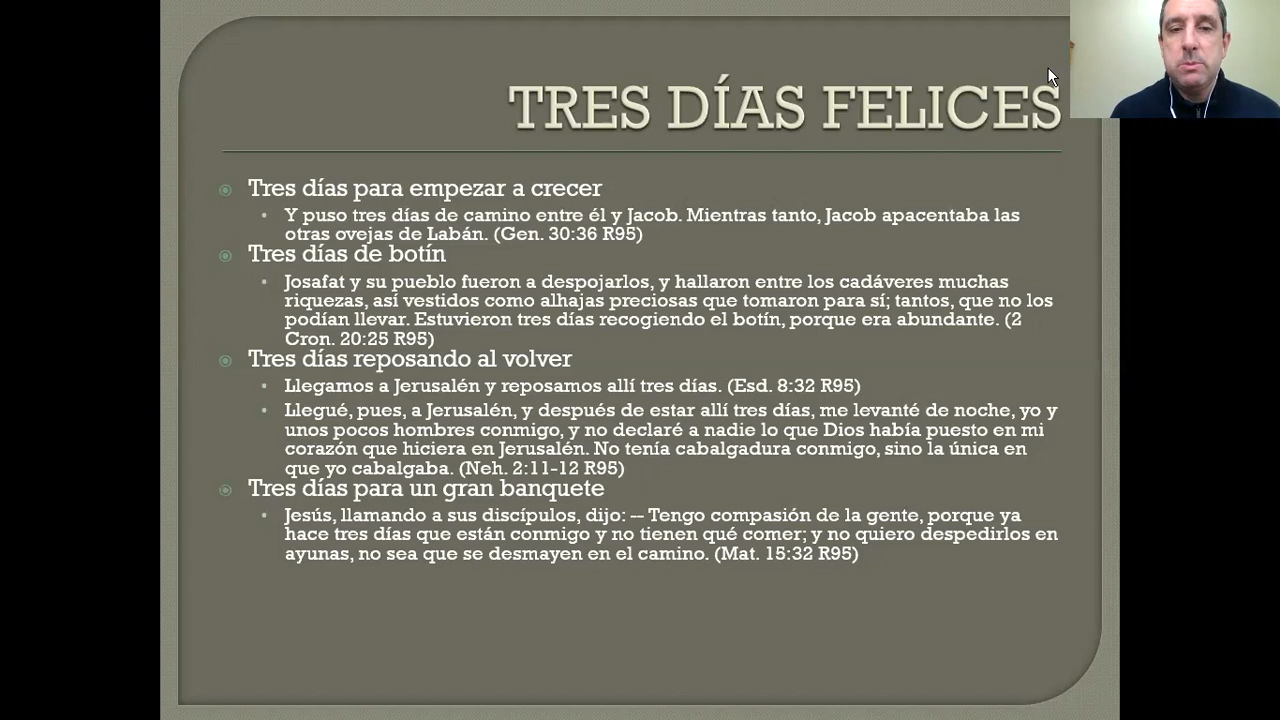 TRES DÍAS FELICES
Tres días para empezar a crecer
Y puso tres días de camino entre él y Jacob. Mientras tanto, Jacob apacentaba las
otras ovejas de Labán. (Gen. 30:36 R95)
Tres días de botín
Josafat y su pueblo fueron a despojarlos, y hallaron entre los cadáveres muchas
riquezas, así vestidos como alhajas preciosas que tomaron para sí; tantos, que no los
podían llevar. Estuvieron tres días recogiendo el botín, porque era abundante. (2
Cron. 20:25 R95)
Tres días reposando al volver
Llegamos a Jerusalén y reposamos allí tres días. (Esd. 8:32 R95)
Llegué, pues, a Jerusalén, y después de estar allí tres días, me levanté de noche, yo y
unos pocos hombres conmigo, y no declaré a nadie lo que Dios había puesto en mi
corazón que hiciera en Jerusalén. No tenía cabalgadura conmigo, sino la única en
que yo cabalgaba. (Neh. 2:11-12 R95)
Tres días para un gran banquete
Jesús, llamando a sus discípulos, dijo: -- Tengo compasión de la gente, porque ya
hace tres días que están conmigo y no tienen qué comer; y no quiero despedirlos en
ayunas, no sea que se desmayen en el camino. (Mat. 15:32 R95)